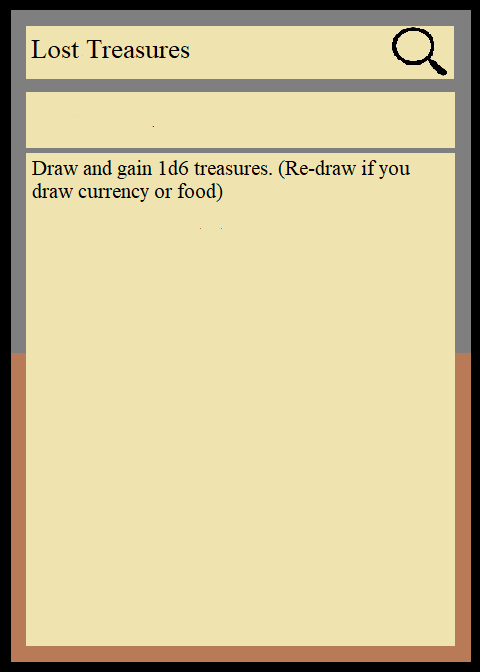 Lost Treasures
Draw and gain 1d6 treasures. (Re-draw if you
draw currency or food)